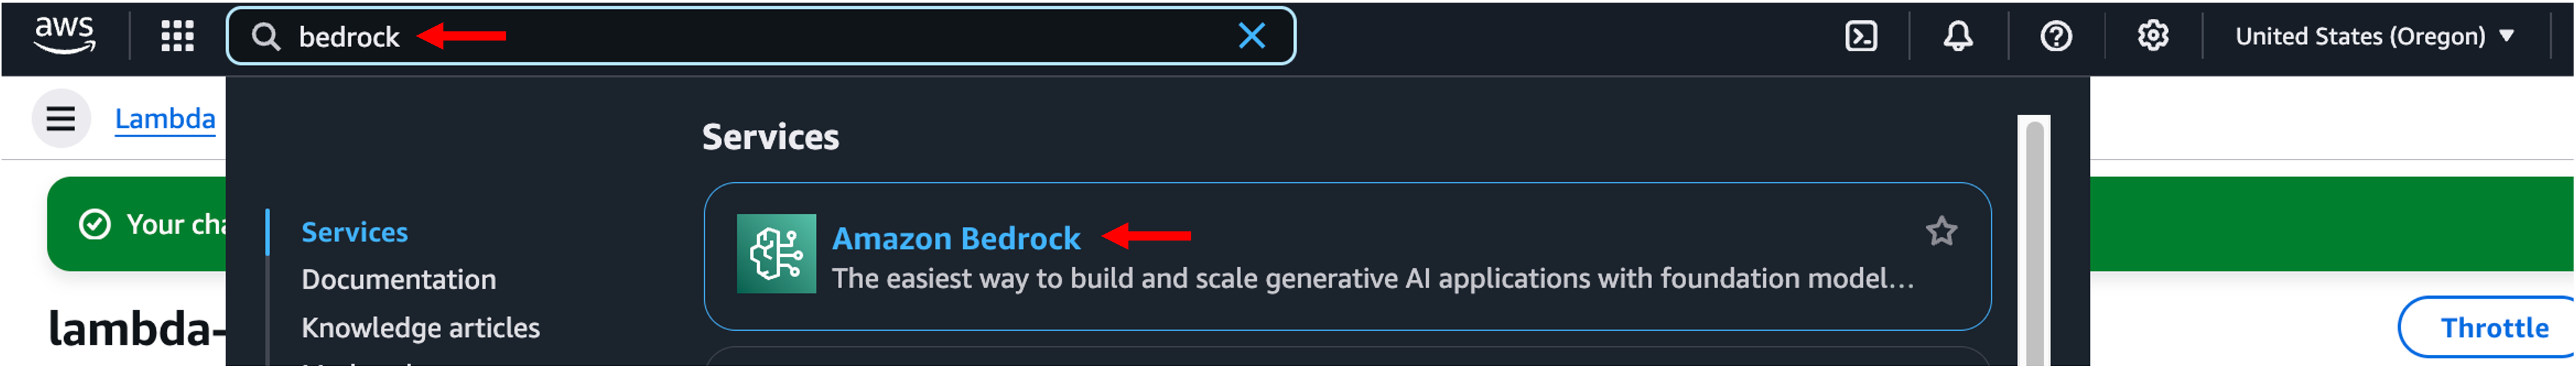 aws
bedrock
United States (Oregon)
Lambda
Services
Your cha
Services
Amazon Bedrock
The easiest way to build and scale generative AI applications with foundation model...
Documentation
Knowledge articles
lambda-
Throttle